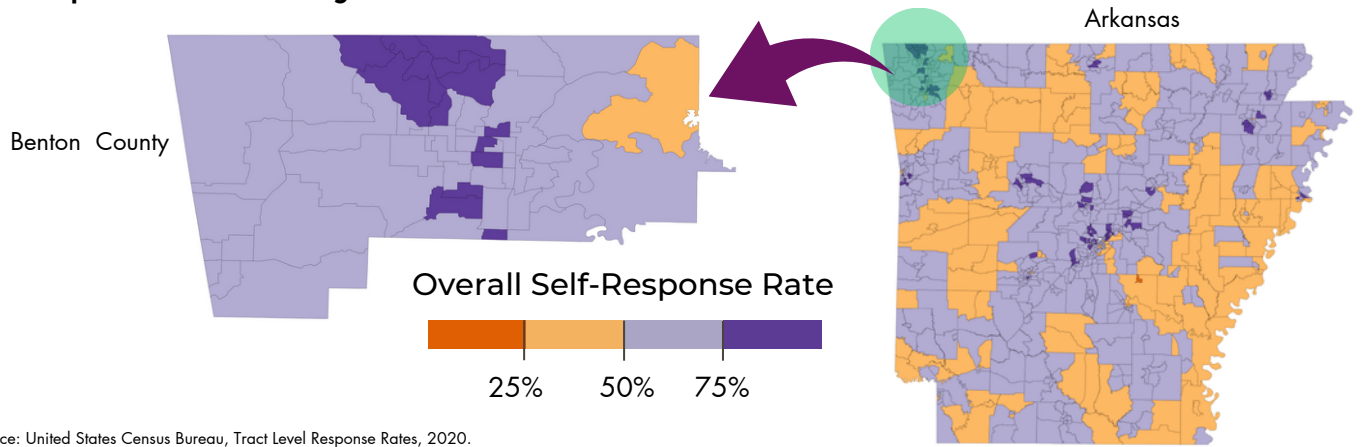 Arkansas
Benton County
Overall Self-Response Rate
25% 50% 75%
ce: United States Census Bureau, Tract Level Response Rates, 2020.